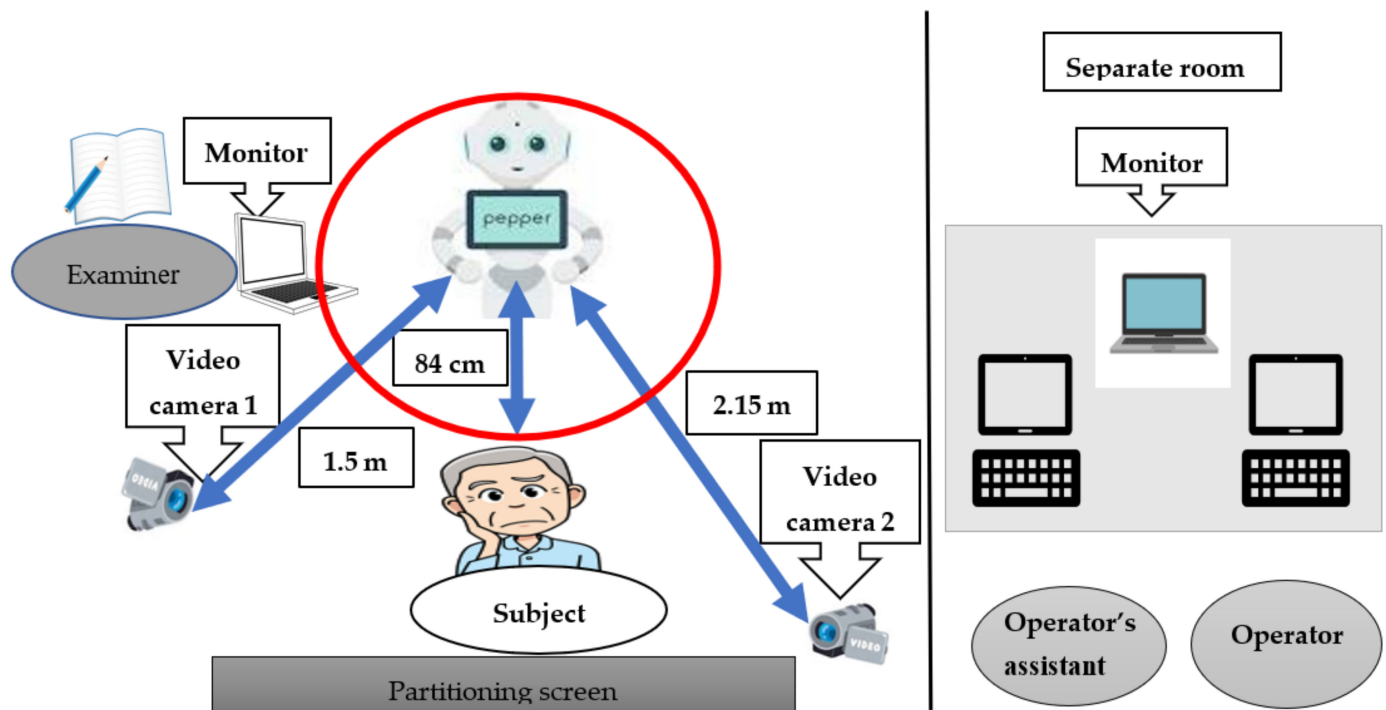 Separate room
Monitor
Monitor
pepper
Examiner
Video
camera 1
84 cm
2.15 m
1.5 m
Video
camera 2
VIDEO
Subject
VIDEO
Operator's
assistant
Operator
Partitioning screen